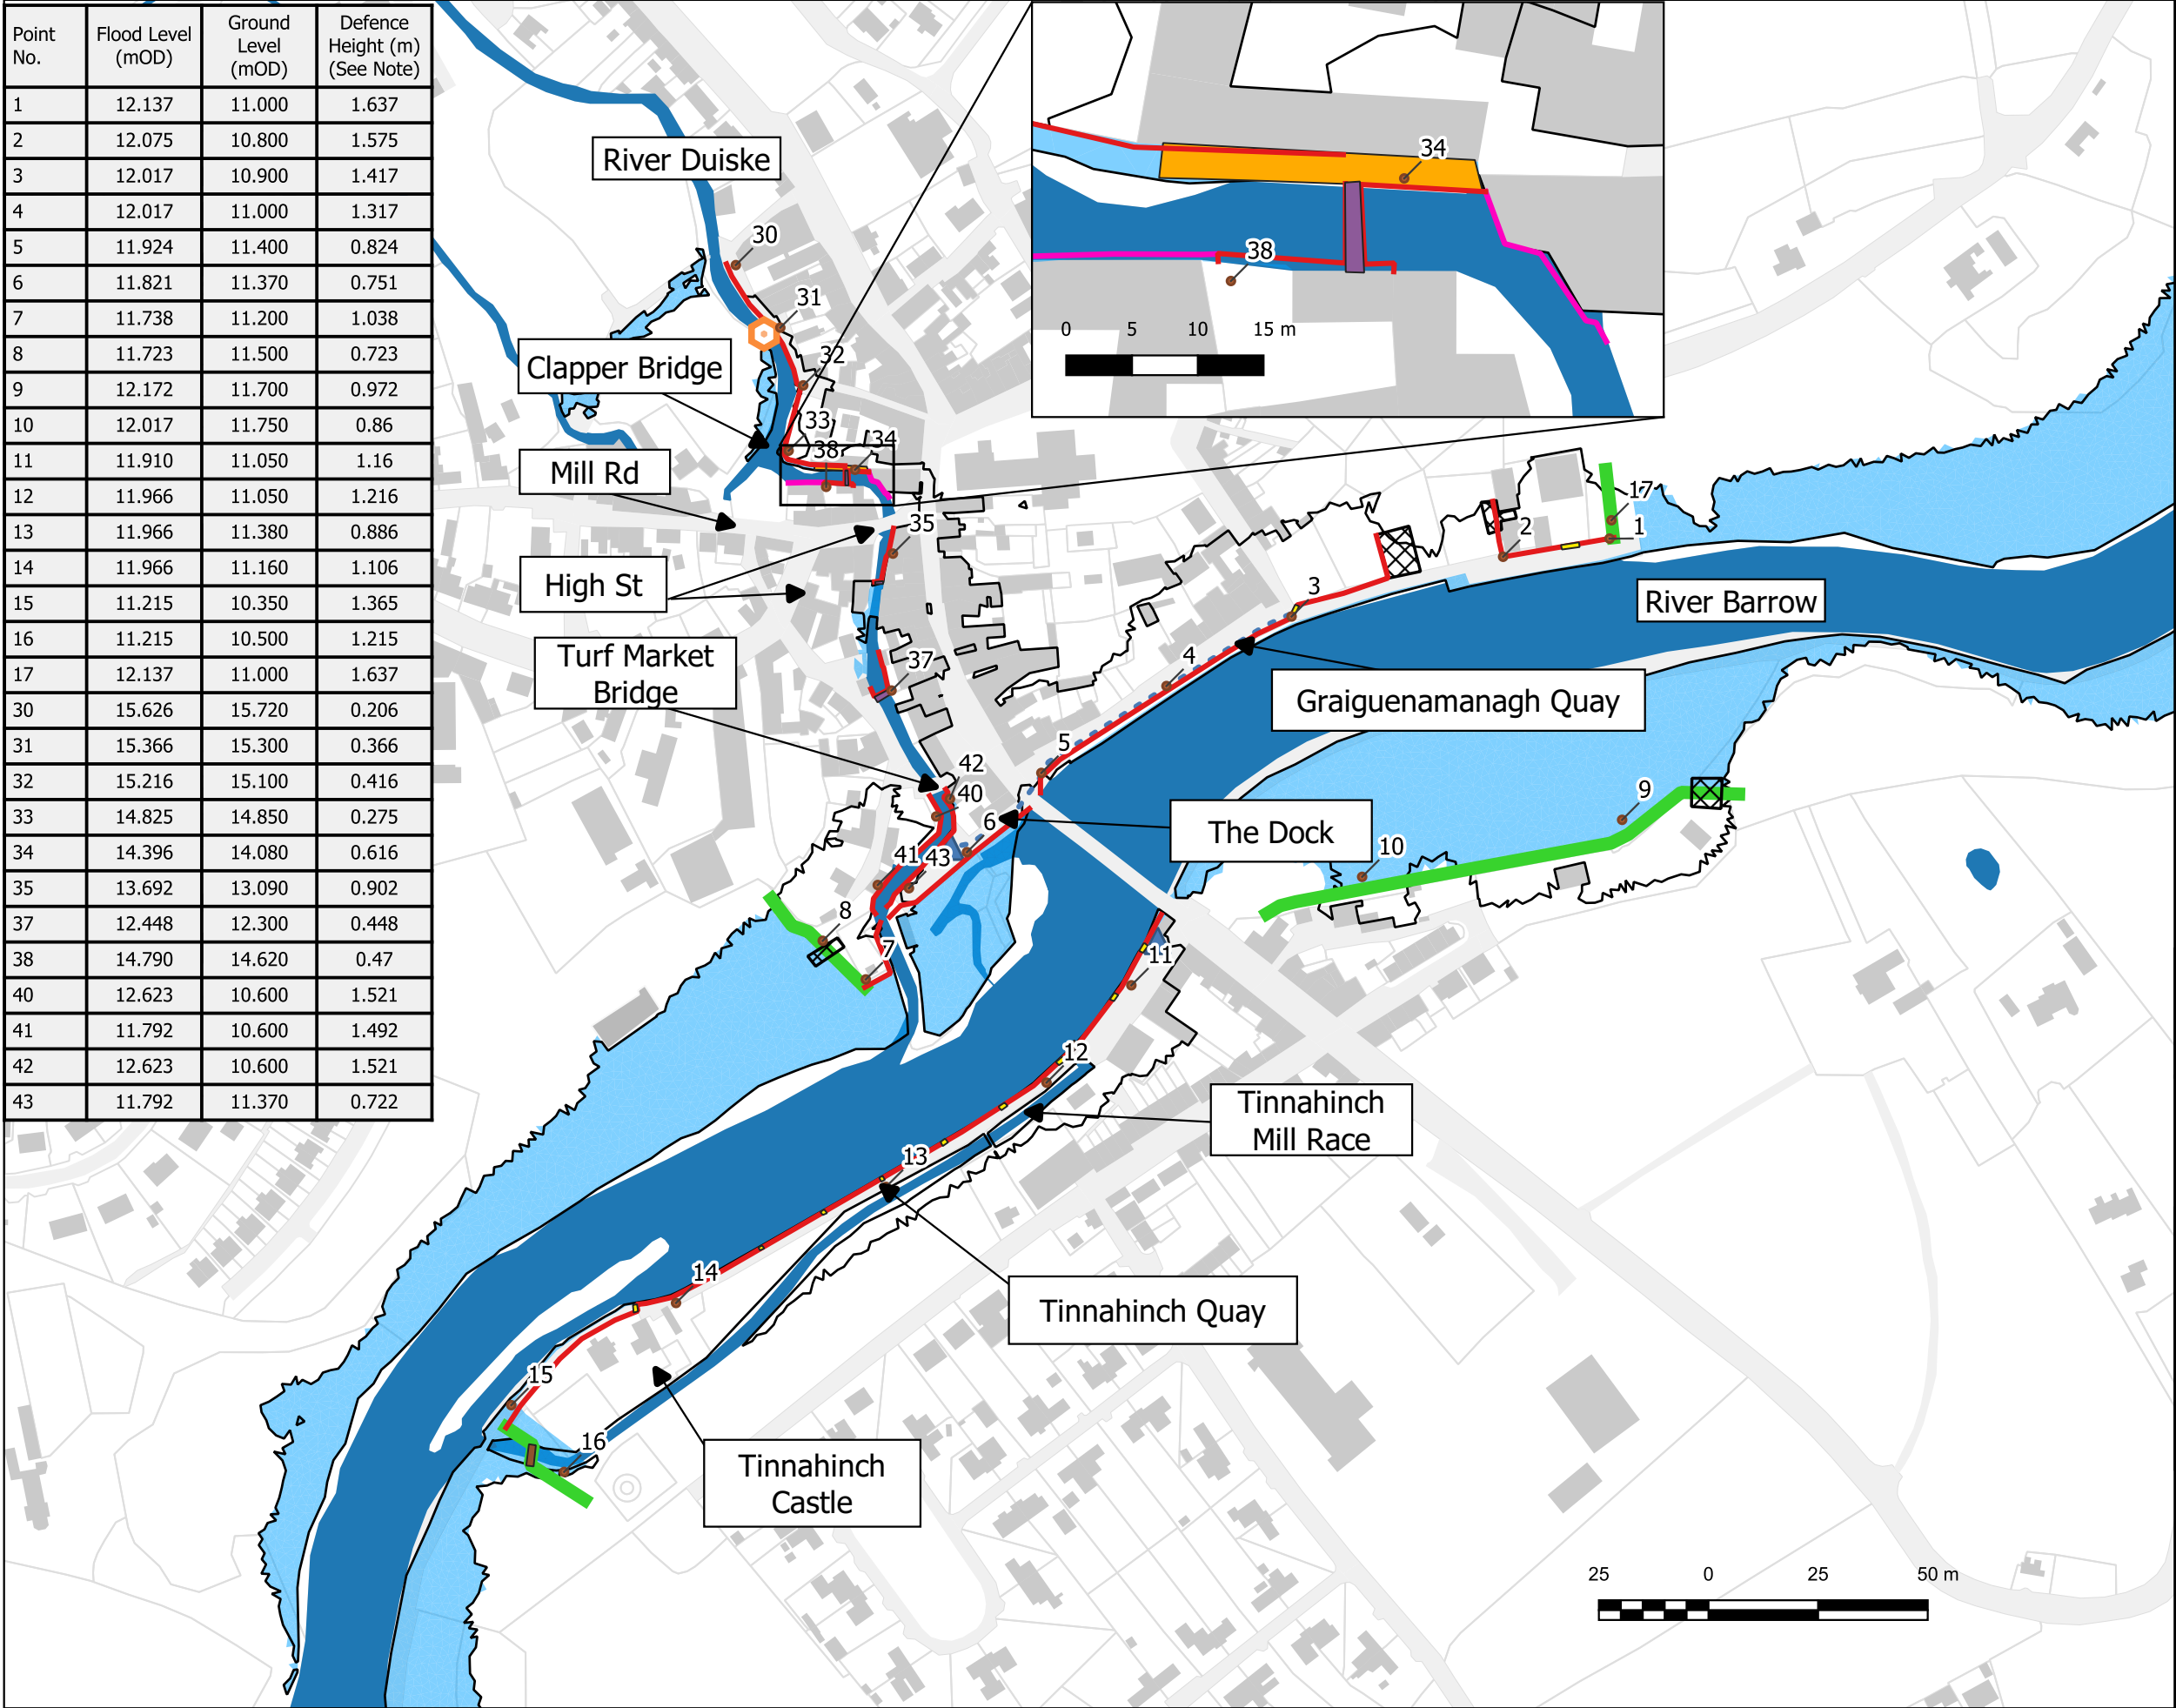 Point No. Flood Level (mOD) Ground Level (mOD) Defence Height (m) (See Note)
1 12.137 11.000 1.637
2 12.075 10.800 1.575
3 12.017 10.900 1.417
4 12.017 11.000 1.317
5 11.924 11.400 0.824
6 11.821 11.370 0.751
7 11.738 11.200 1.038
8 11.723 11.500 0.723
9 12.172 11.700 0.972
10 12.017 11.750 0.86
11 11.910 11.050 1.16
12 11.966 11.050 1.216
13 11.966 11.380 0.886
14 11.966 11.160 1.106
15 11.215 10.350 1.365
16 11.215 10.500 1.215
17 12.137 11.000 1.637
30 15.626 15.720 0.206
31 15.366 15.300 0.366
32 15.216 15.100 0.416
33 14.825 14.850 0.275
34 14.396 14.080 0.616
35 13.692 13.090 0.902
37 12.448 12.300 0.448
38 14.790 14.620 0.47
40 12.623 10.600 1.521
41 11.792 10.600 1.492
42 12.623 10.600 1.521
43 11.792 11.370 0.722
River Duiske
34
38
0 5 10 15 m
30
31
32
Clapper Bridge
33
34
38
Mill Rd
17
1
2
35
High St
3
River Barrow
Turf Market
Bridge
4
37
Graiguenamanagh Quay
5
42
40
6
9
The Dock
10
41
43
8
7
11
12
Tinnahinch
Mill Race
13
14
Tinnahinch Quay
15
16
Tinnahinch
Castle
25 0 25 50 m